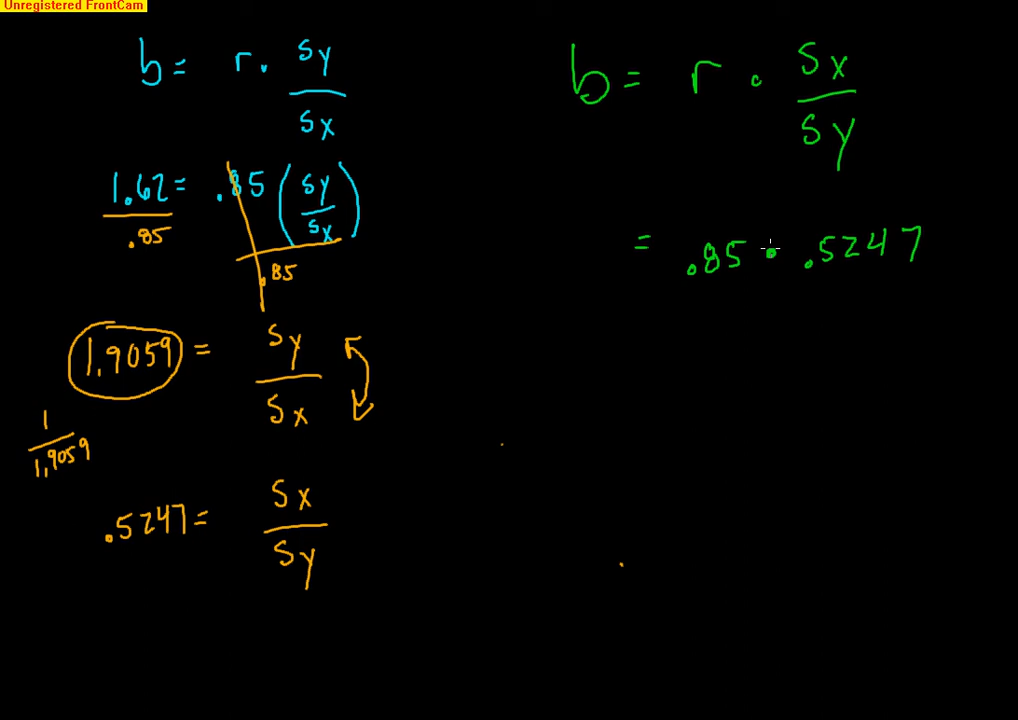 Unregistered FrontCam
b = r · sy / sx
1.62 / .85 = .85 ( sy / sx ) / .85
1.9059 = sy / sx
1 / 1.9059
.5247 = sx / sy
b = r · sx / sy
= .85 · .5247